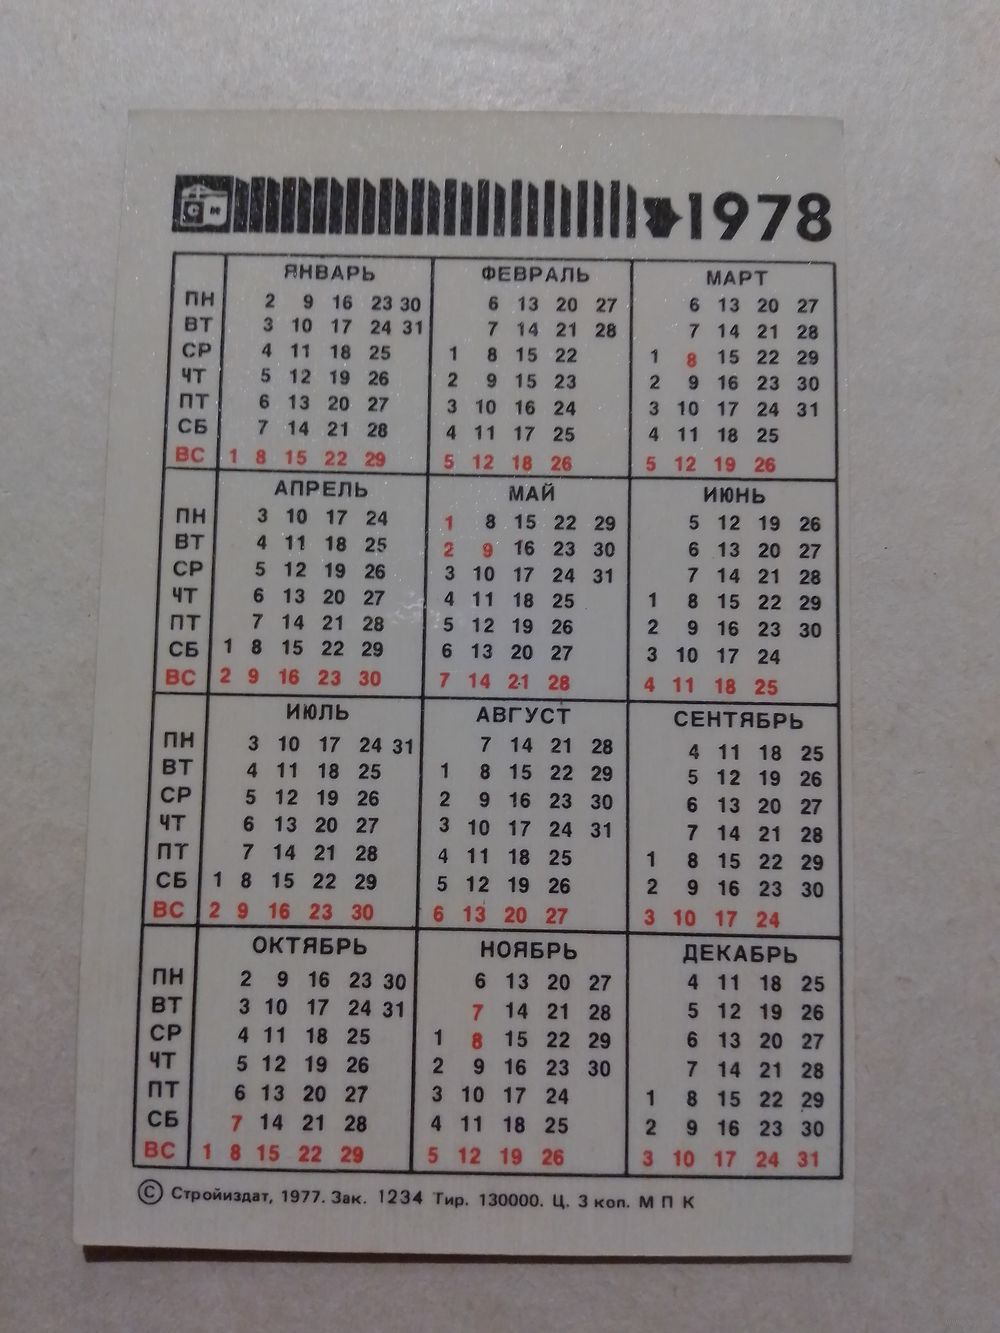 С М 1978
ЯНВАРЬ ФЕВРАЛЬ МАРТ
ПН 2 9 16 23 30 6 13 20 27 6 13 20 27
ВТ 3 10 17 24 31 7 14 21 28 7 14 21 28
СР 4 11 18 25 1 8 15 22 1 8 15 22 29
ЧТ 5 12 19 26 2 9 15 23 2 9 16 23 30
ПТ 6 13 20 27 3 10 16 24 3 10 17 24 31
СБ 7 14 21 28 4 11 17 25 4 11 18 25
ВС 1 8 15 22 29 5 12 18 26 5 12 19 26
АПРЕЛЬ МАЙ ИЮНЬ
ПН 3 10 17 24 1 8 15 22 29 5 12 19 26
ВТ 4 11 18 25 2 9 16 23 30 6 13 20 27
СР 5 12 19 26 3 10 17 24 31 7 14 21 28
ЧТ 6 13 20 27 4 11 18 25 1 8 15 22 29
ПТ 7 14 21 28 5 12 19 26 2 9 16 23 30
СБ 1 8 15 22 29 6 13 20 27 3 10 17 24
ВС 2 9 16 23 30 7 14 21 28 4 11 18 25
ИЮЛЬ АВГУСТ СЕНТЯБРЬ
ПН 3 10 17 24 31 7 14 21 28 4 11 18 25
ВТ 4 11 18 25 1 8 15 22 29 5 12 19 26
СР 5 12 19 26 2 9 16 23 30 6 13 20 27
ЧТ 6 13 20 27 3 10 17 24 31 7 14 21 28
ПТ 7 14 21 28 4 11 18 25 1 8 15 22 29
СБ 1 8 15 22 29 5 12 19 26 2 9 16 23 30
ВС 2 9 16 23 30 6 13 20 27 3 10 17 24
ОКТЯБРЬ НОЯБРЬ ДЕКАБРЬ
ПН 2 9 16 23 30 6 13 20 27 4 11 18 25
ВТ 3 10 17 24 31 7 14 21 28 5 12 19 26
СР 4 11 18 25 1 8 15 22 29 6 13 20 27
ЧТ 5 12 19 26 2 9 16 23 30 7 14 21 28
ПТ 6 13 20 27 3 10 17 24 1 8 15 22 29
СБ 7 14 21 28 4 11 18 25 2 9 16 23 30
ВС 1 8 15 22 29 5 12 19 26 3 10 17 24 31
© Стройиздат, 1977. Зак. 1234 Тир. 130000. Ц. 3 коп. М П К